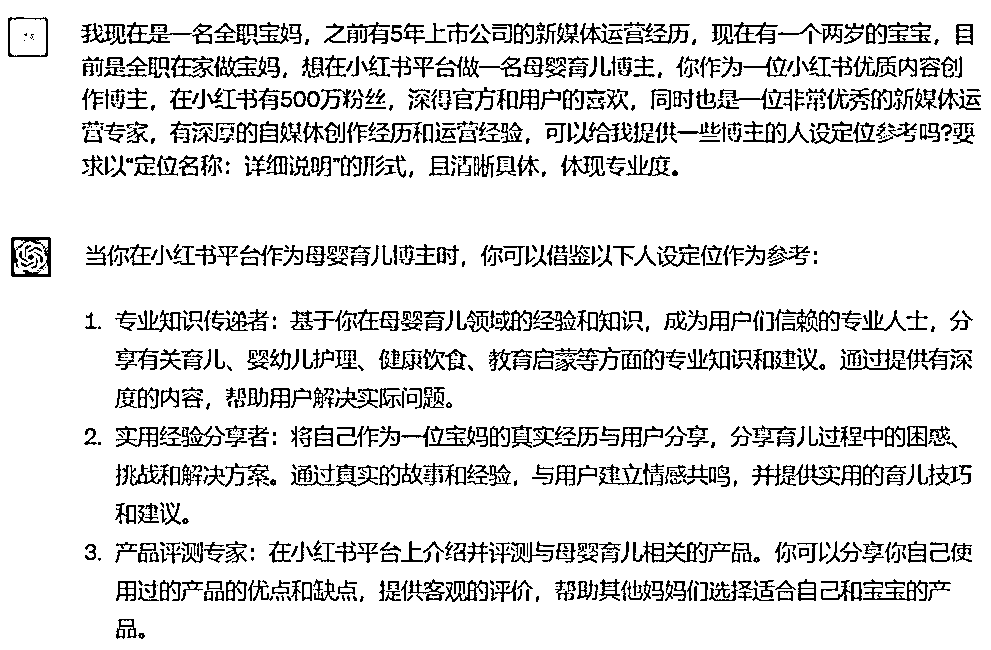 我现在是一名全职宝妈，之前有5年上市公司的新媒体运营经历，现在有一个两岁的宝宝，目
前是全职在家做宝妈，想在小红书平台做一名母婴育儿博主，你作为一位小红书优质内容创
作博主，在小红书有500万粉丝，深得官方和用户的喜欢，同时也是一位非常优秀的新媒体运
营专家，有深厚的自媒体创作经历和运营经验，可以给我提供一些博主的人设定位参考吗?要
求以“定位名称：详细说明”的形式，且清晰具体，体现专业度。
当你在小红书平台作为母婴育儿博主时，你可以借鉴以下人设定位作为参考：
1. 专业知识传递者：基于你在母婴育儿领域的经验和知识，成为用户们信赖的专业人士，分
享有关育儿、婴幼儿护理、健康饮食、教育启蒙等方面的专业知识和建议。通过提供有深
度的内容，帮助用户解决实际问题。
2. 实用经验分享者：将自己作为一位宝妈的真实经历与用户分享，分享育儿过程中的困惑、
挑战和解决方案。通过真实的故事和经验，与用户建立情感共鸣，并提供实用的育儿技巧
和建议。
3. 产品评测专家：在小红书平台上介绍并评测与母婴育儿相关的产品。你可以分享你自己使
用过的产品的优点和缺点，提供客观的评价，帮助其他妈妈们选择适合自己和宝宝的产
品。